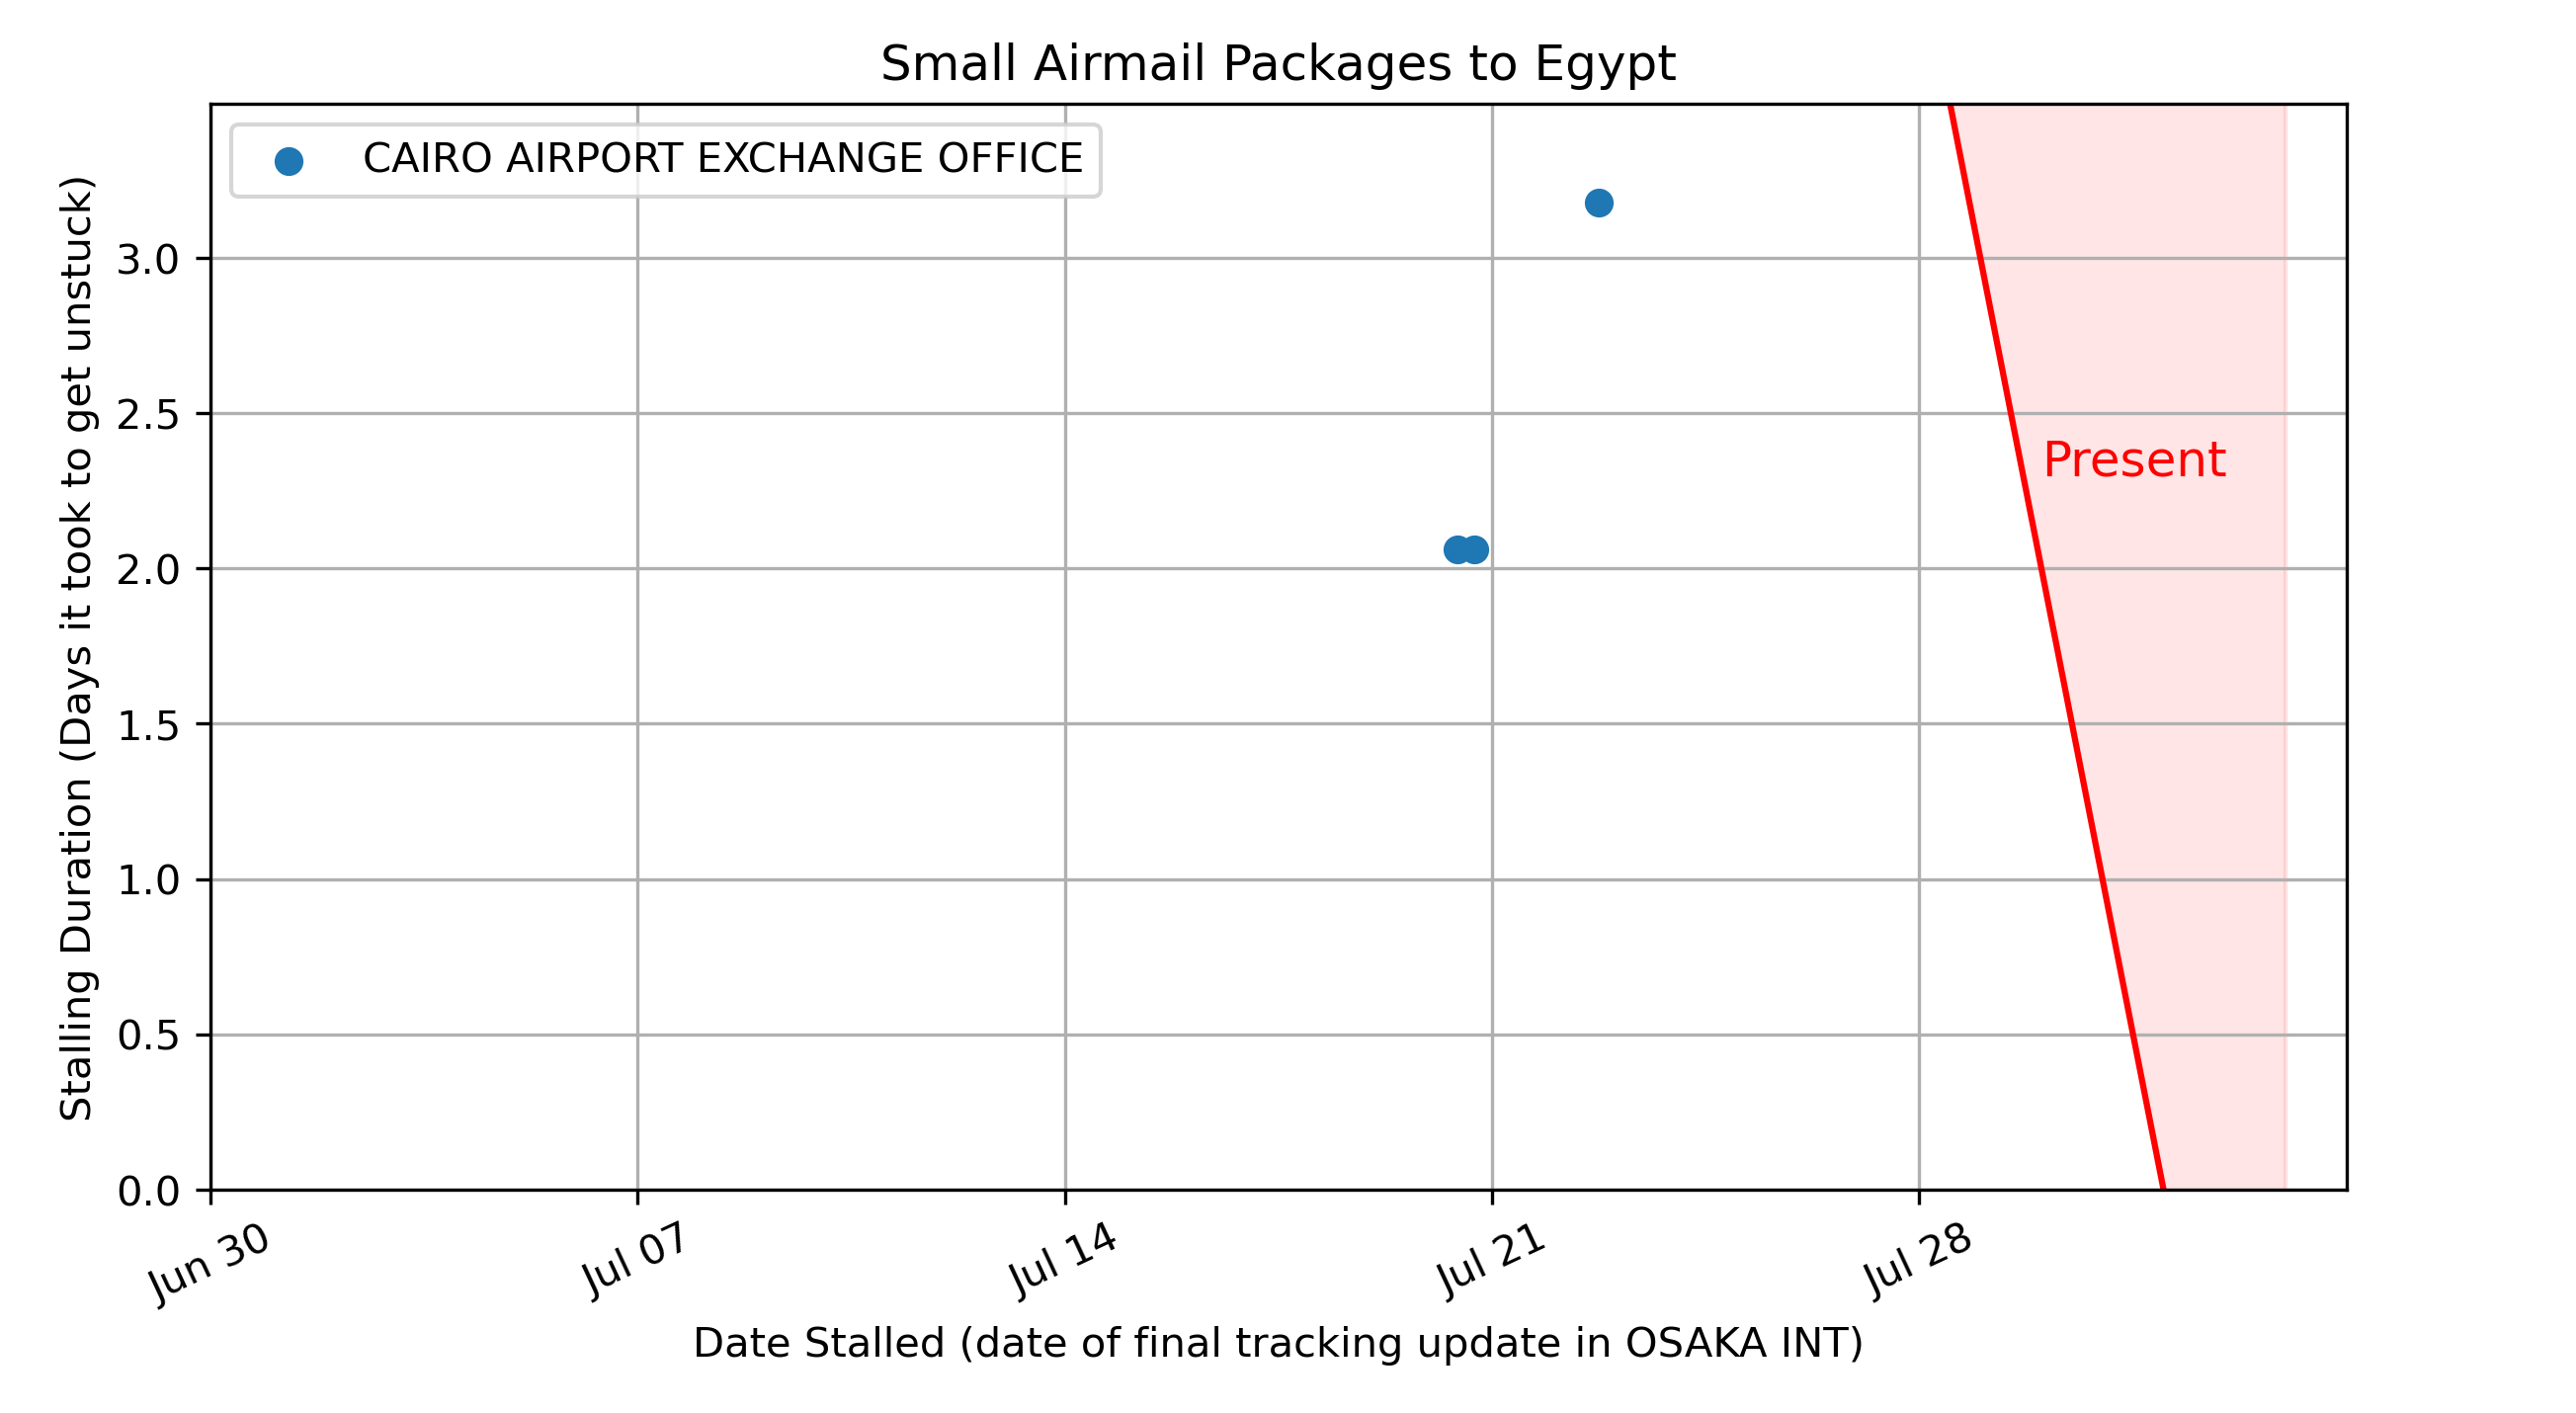 Small Airmail Packages to Egypt
CAIRO AIRPORT EXCHANGE OFFICE
Stalling Duration (Days it took to get unstuck)
3.0
2.5
2.0
1.5
1.0
0.5
0.0
Present
Jun 30
Jul 07
Jul 14
Jul 21
Jul 28
Date Stalled (date of final tracking update in OSAKA INT)